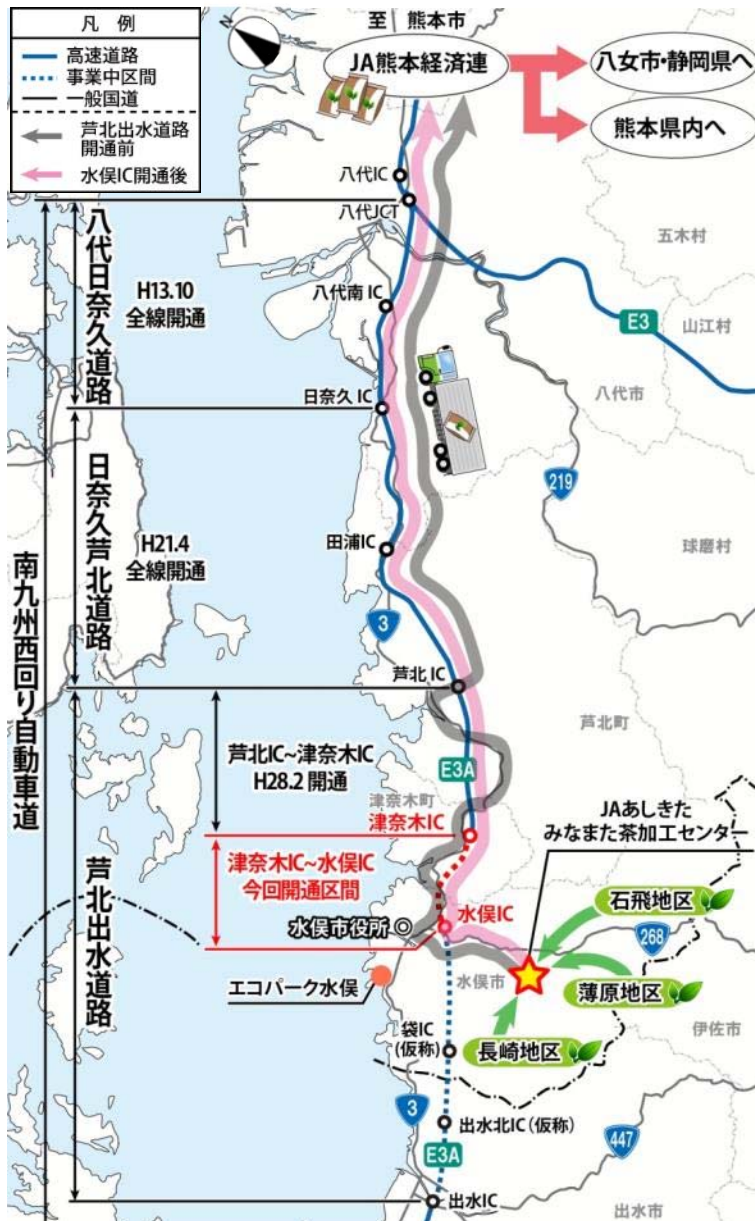 凡 例
高速道路
事業中区間
一般国道
芦北出水道路
開通前
水俣IC開通後
N
至 熊本市
JA熊本経済連
八女市・静岡県へ
熊本県内へ
八代IC
八代JCT
五木村
八代日奈久道路
H13.10
全線開通
八代南IC
E3
山江村
八代市
日奈久IC
219
日奈久芦北道路
H21.4
全線開通
田浦IC
球磨村
3
南九州西回り自動車道
芦北IC
芦北町
芦北IC~津奈木IC
H28.2 開通
E3A
津奈木町
津奈木IC
JAあしきた
みなまた茶加工センター
津奈木IC~水俣IC
今回開通区間
芦北出水道路
水俣市役所
水俣IC
石飛地区
268
エコパーク水俣
水俣市
薄原地区
伊佐市
袋IC
(仮称)
長崎地区
3
出水北IC(仮称)
447
E3A
出水IC
出水市